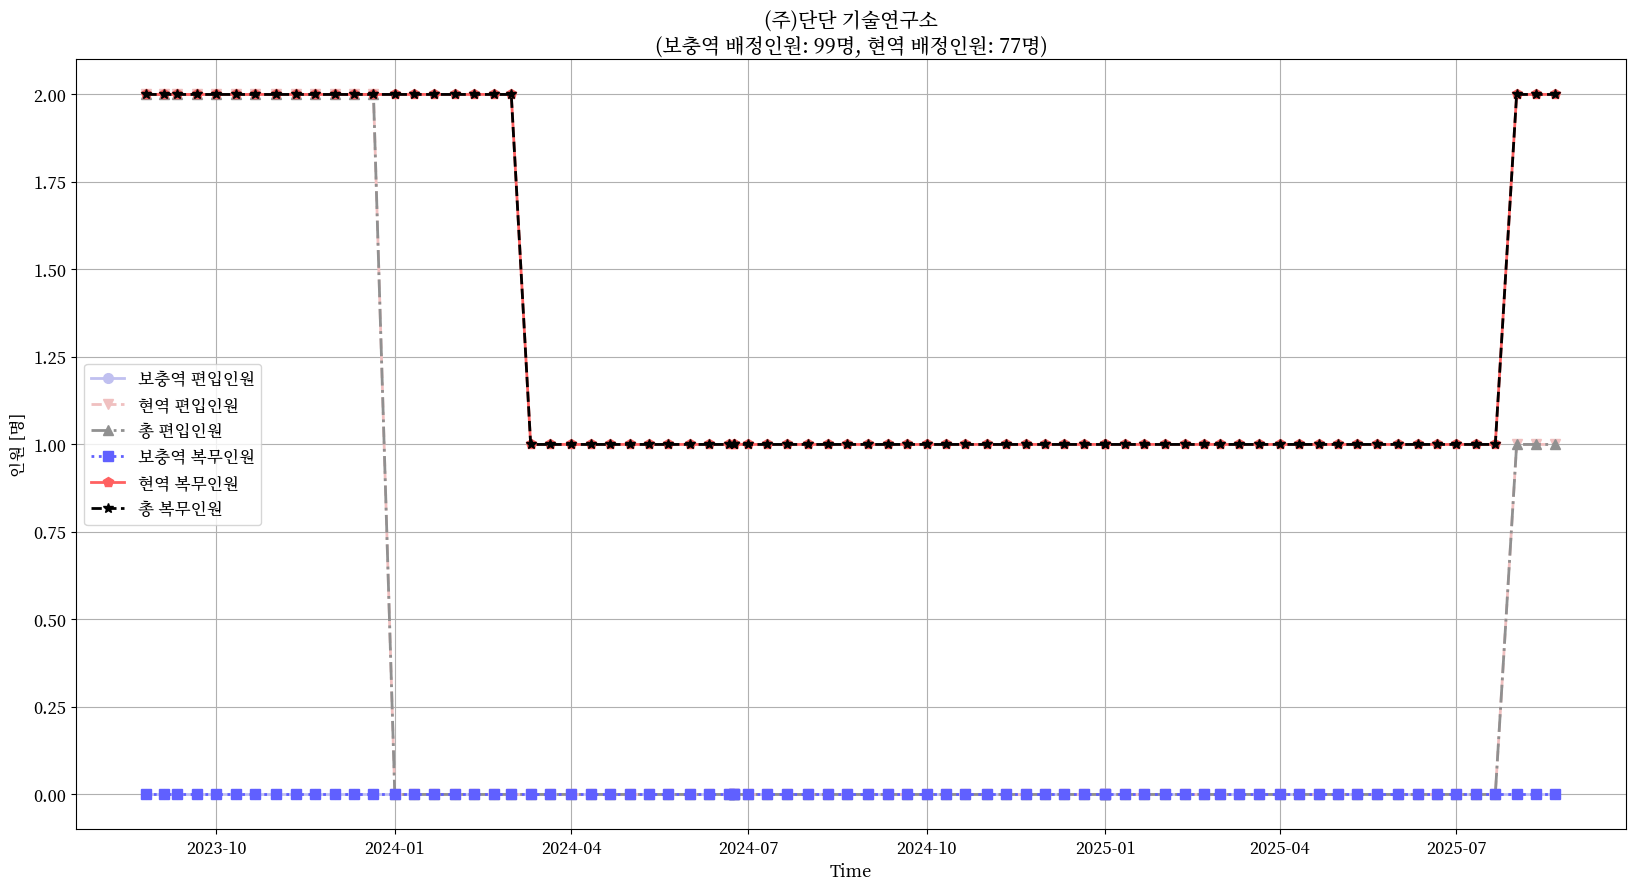 (주)단단 기술연구소
(보충역 배정인원: 99명, 현역 배정인원: 77명)
인원 [명]
2.00
1.75
1.50
1.25
1.00
0.75
0.50
0.25
0.00
보충역 편입인원
현역 편입인원
총 편입인원
보충역 복무인원
현역 복무인원
총 복무인원
2023-10
2024-01
2024-04
2024-07
2024-10
2025-01
2025-04
2025-07
Time